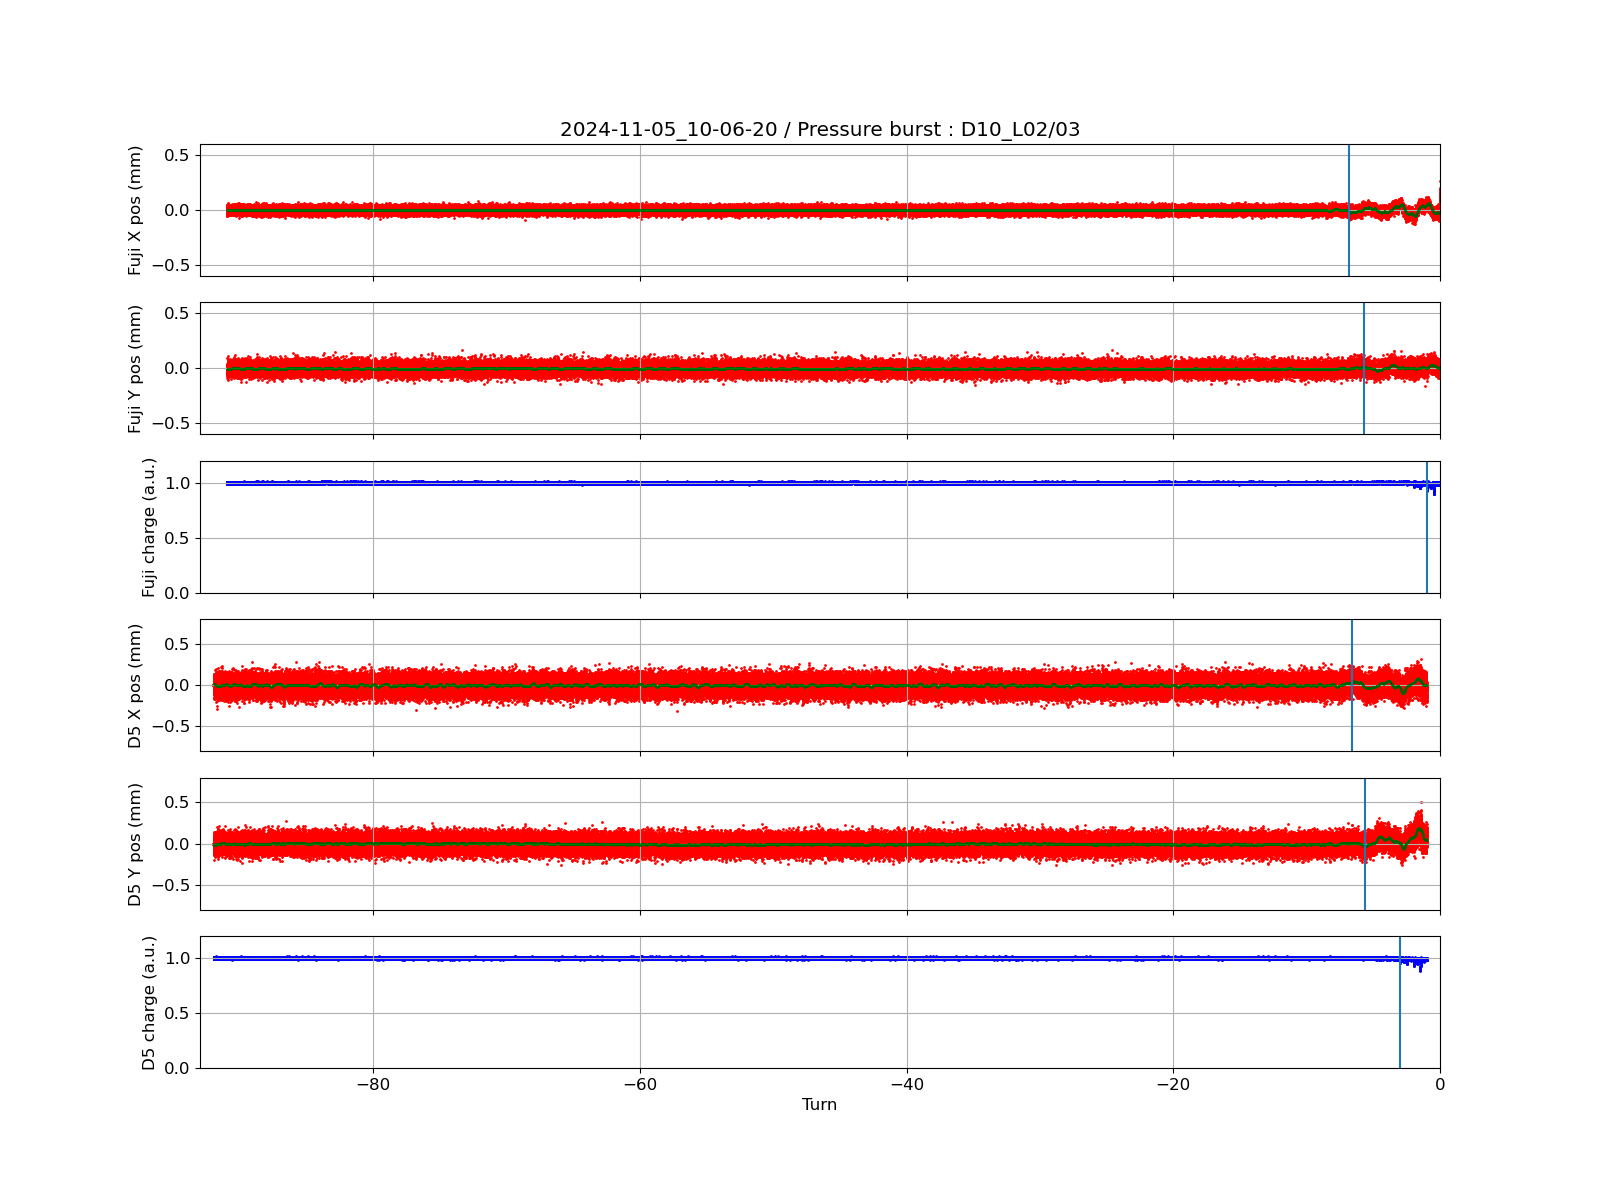 2024-11-05_10-06-20 / Pressure burst : D10_L02/03
Fuji X pos (mm)
0.5
0.0
−0.5
Fuji Y pos (mm)
0.5
0.0
−0.5
Fuji charge (a.u.)
1.0
0.5
0.0
D5 X pos (mm)
0.5
0.0
−0.5
D5 Y pos (mm)
0.5
0.0
−0.5
D5 charge (a.u.)
1.0
0.5
0.0
−80 −60 −40 −20 0
Turn